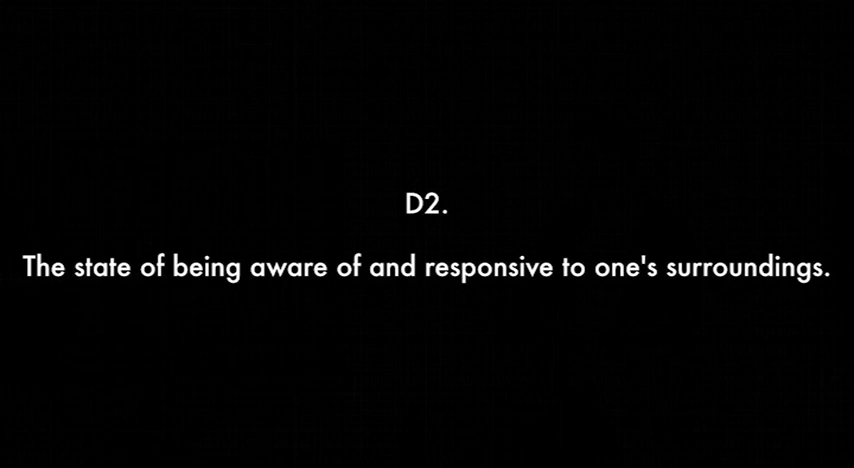 D2.
The state of being aware of and responsive to one's surroundings.